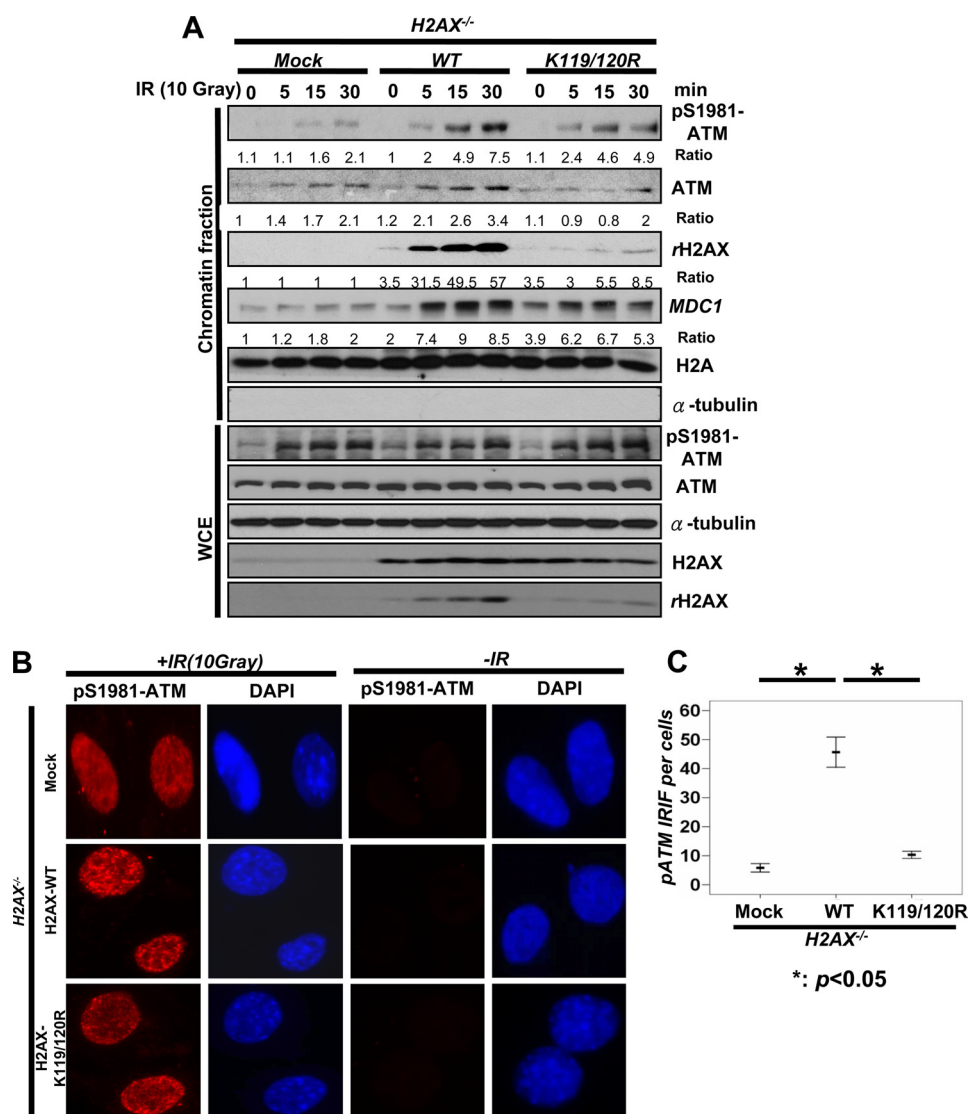 A
H2AX-/-
Mock WT K119/120R
IR (10 Gray) 0 5 15 30 0 5 15 30 0 5 15 30 min
Chromatin fraction
pS1981-
ATM
1.1 1.1 1.6 2.1 1 2 4.9 7.5 1.1 2.4 4.6 4.9 Ratio
ATM
1 1.4 1.7 2.1 1.2 2.1 2.6 3.4 1.1 0.9 0.8 2 Ratio
rH2AX
1 1 1 1 3.5 31.5 49.5 57 3.5 3 5.5 8.5 Ratio
MDC1
1 1.2 1.8 2 2 7.4 9 8.5 3.9 6.2 6.7 5.3 Ratio
H2A
α-tubulin
WCE
pS1981-
ATM
ATM
α-tubulin
H2AX
rH2AX
B
+IR(10Gray) -IR
pS1981-ATM DAPI pS1981-ATM DAPI
H2AX-/-
Mock
H2AX-WT
H2AX-
K119/120R
C
* *
pATM IRIF per cells
60
50
40
30
20
10
0
Mock WT K119/120R
H2AX-/-
*: p<0.05